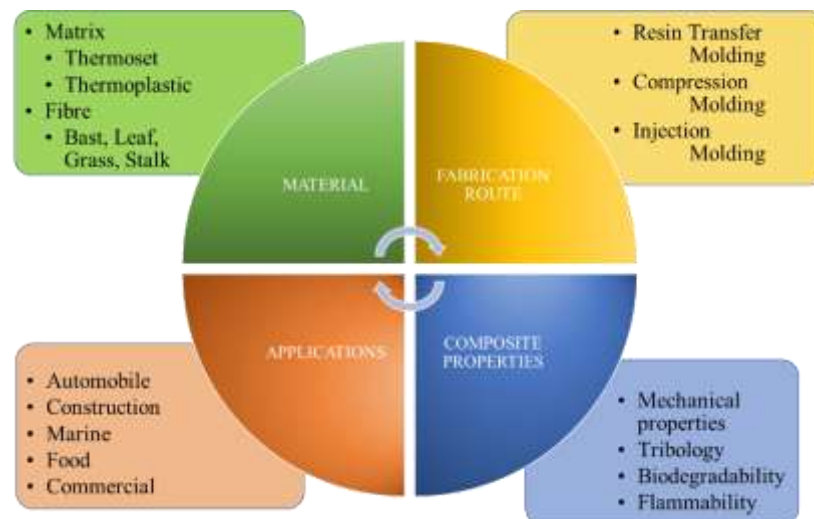 • Matrix
• Thermoset
• Thermoplastic
• Fibre
• Bast, Leaf,
Grass, Stalk
• Resin Transfer
Molding
• Compression
Molding
• Injection
Molding
MATERIAL
FABRICATION
ROUTE
APPLICATIONS
COMPOSITE
PROPERTIES
• Automobile
• Construction
• Marine
• Food
• Commercial
• Mechanical
properties
• Tribology
• Biodegradability
• Flammability